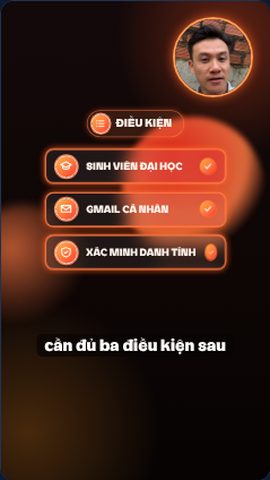 ĐIỀU KIỆN
SINH VIÊN ĐẠI HỌC
GMAIL CÁ NHÂN
XÁC MINH DANH TÍNH
cần đủ ba điều kiện sau